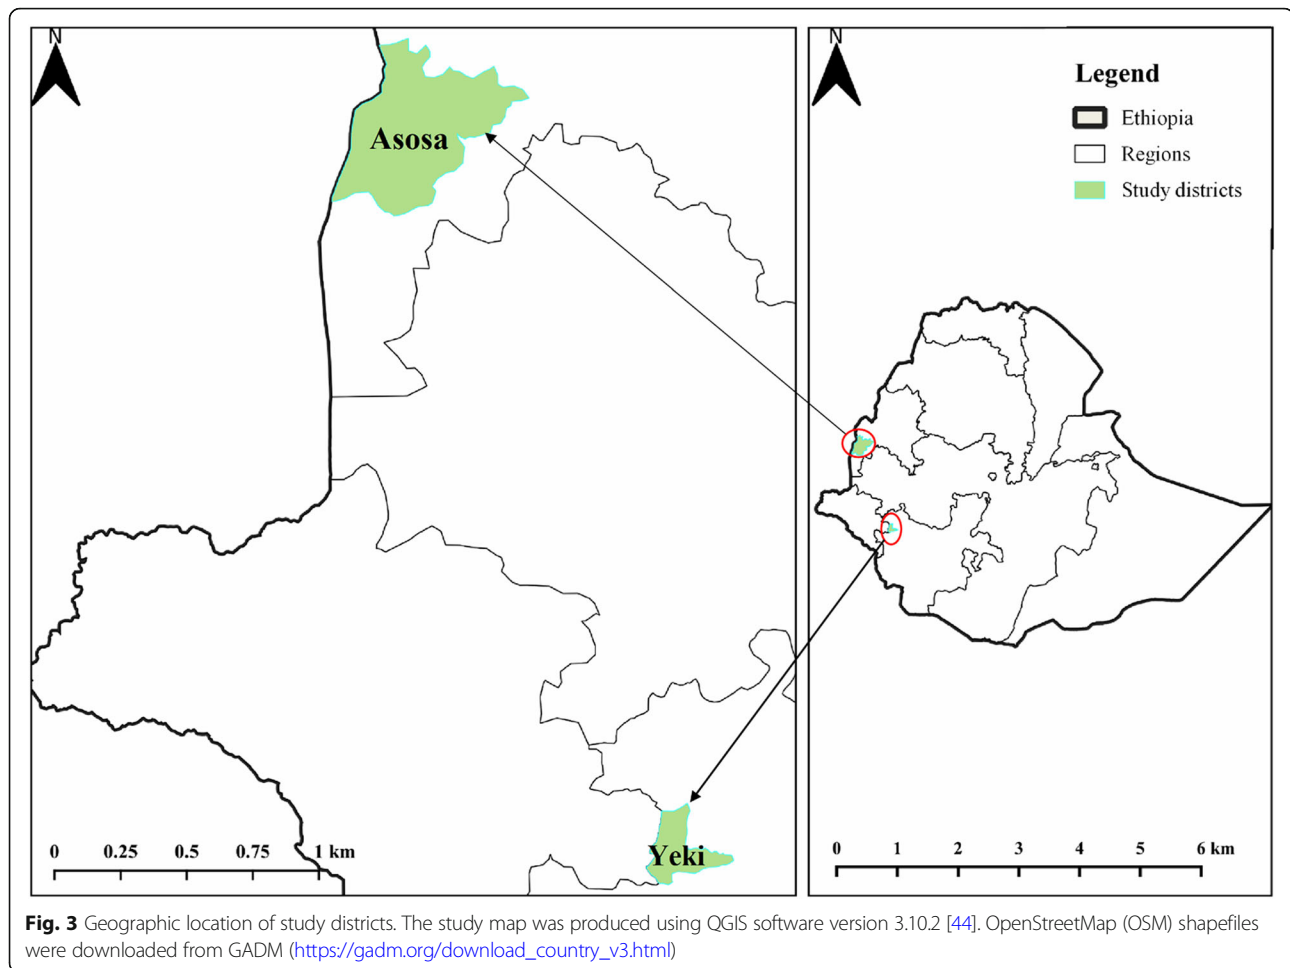 N
Asosa
Yeki
0 0.25 0.5 0.75 1 km
N
Legend
Ethiopia
Regions
Study districts
0 1 2 3 4 5 6 km
Fig. 3 Geographic location of study districts. The study map was produced using QGIS software version 3.10.2 [44]. OpenStreetMap (OSM) shapefiles
were downloaded from GADM (https://gadm.org/download_country_v3.html)